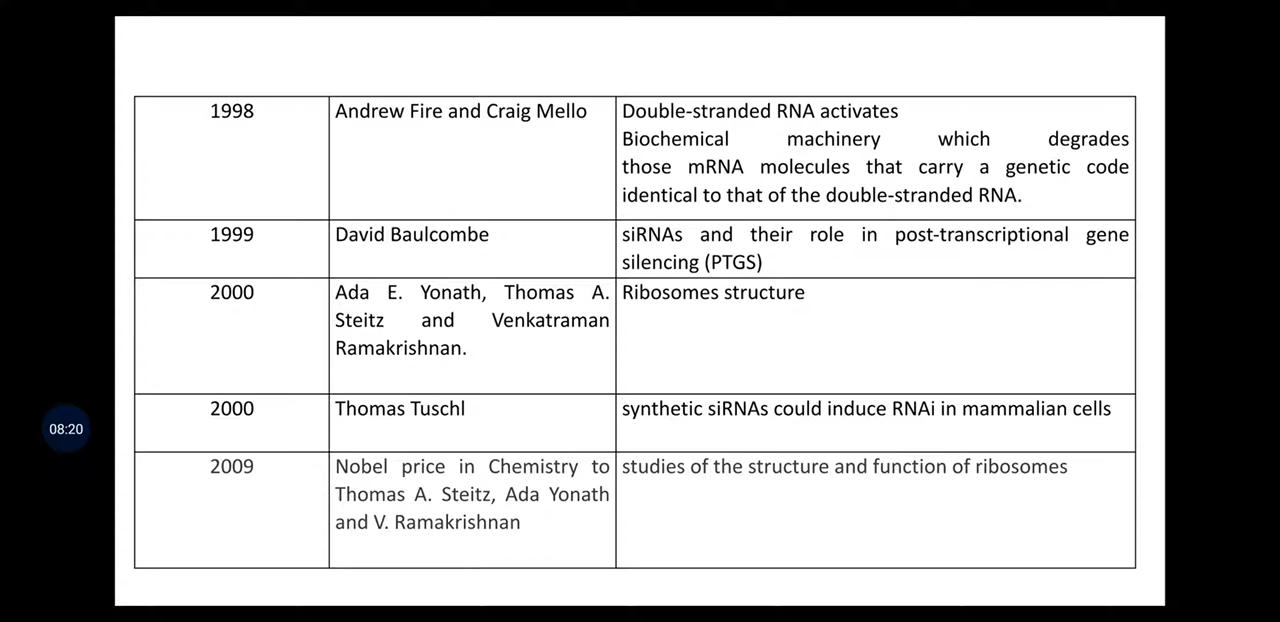 1998
Andrew Fire and Craig Mello
Double-stranded RNA activates
Biochemical machinery which degrades
those mRNA molecules that carry a genetic code
identical to that of the double-stranded RNA.
1999
David Baulcombe
siRNAs and their role in post-transcriptional gene
silencing (PTGS)
2000
Ada E. Yonath, Thomas A.
Steitz and Venkatraman
Ramakrishnan.
Ribosomes structure
2000
Thomas Tuschl
synthetic siRNAs could induce RNAi in mammalian cells
08:20
2009
Nobel price in Chemistry to
Thomas A. Steitz, Ada Yonath
and V. Ramakrishnan
studies of the structure and function of ribosomes